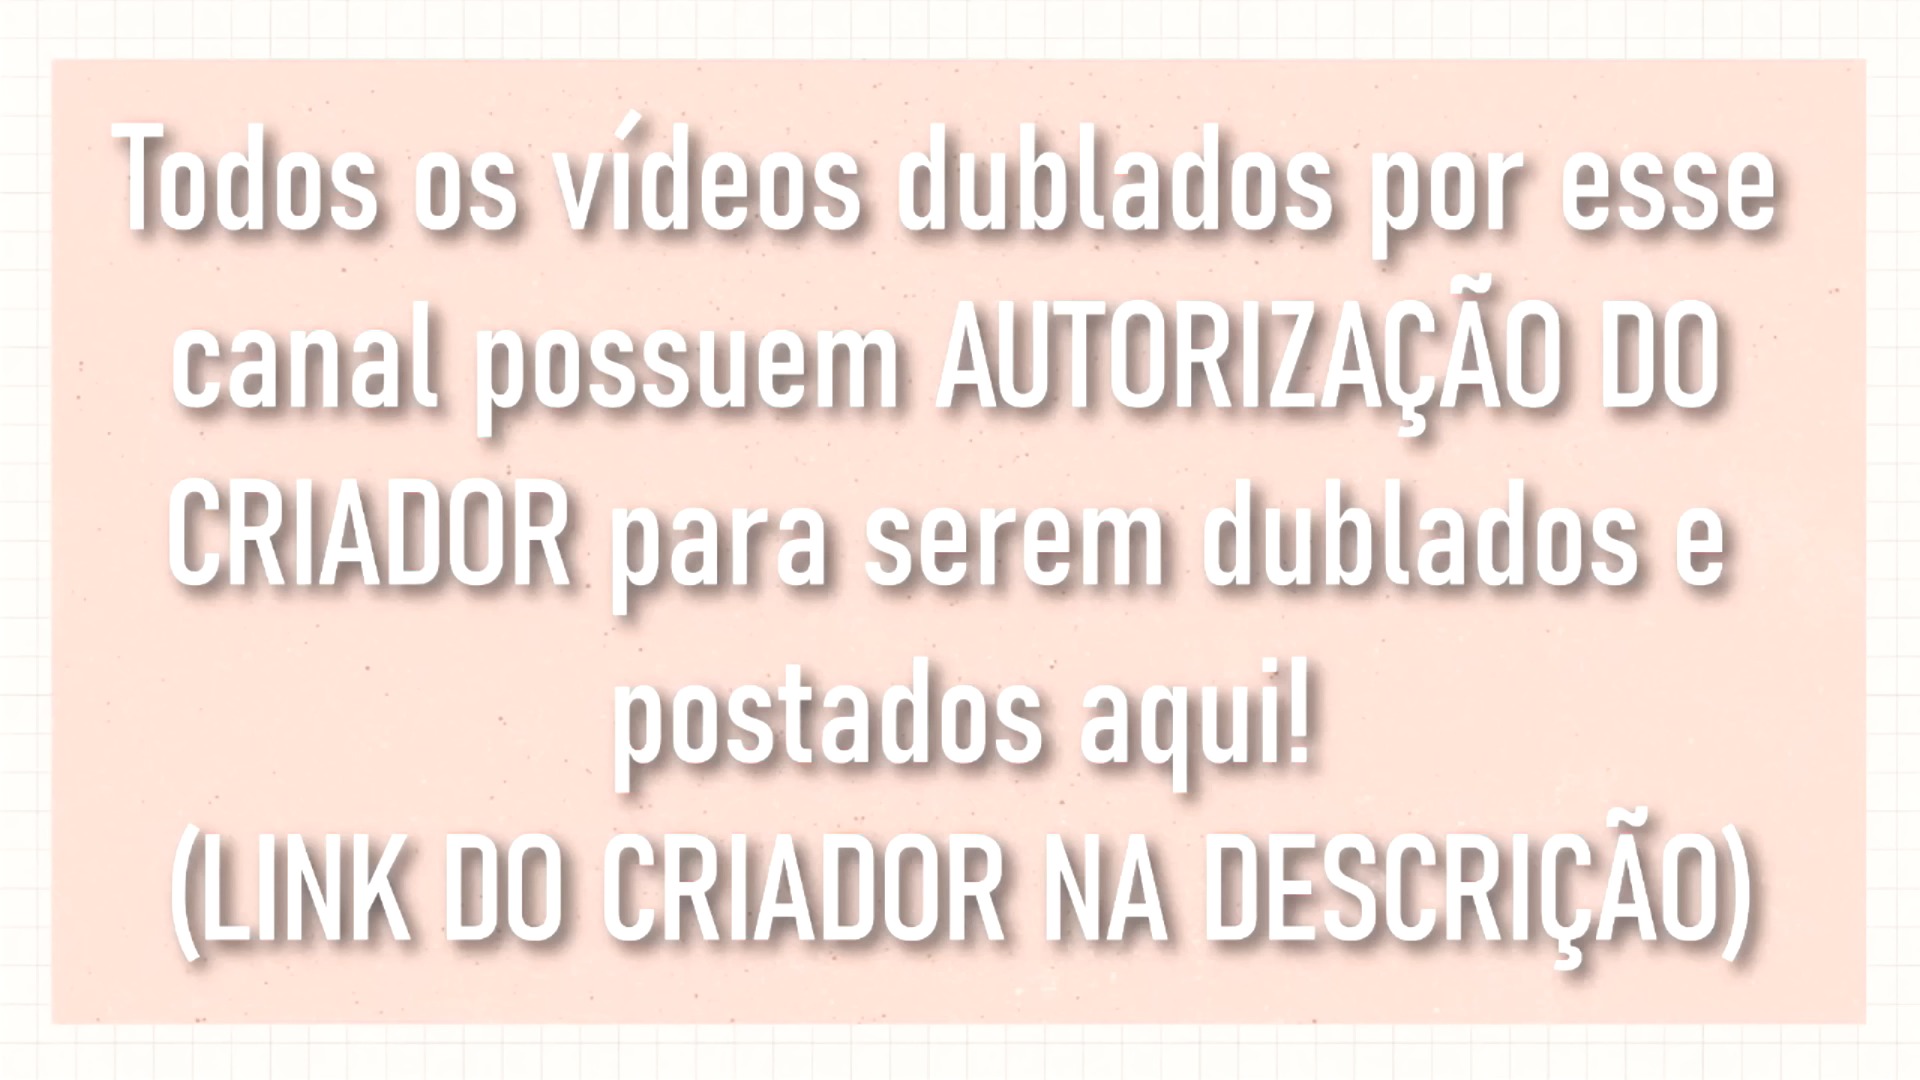 Todos os vídeos dublados por esse
canal possuem AUTORIZAÇÃO DO
CRIADOR para serem dublados e
postados aqui!
(LINK DO CRIADOR NA DESCRIÇÃO)